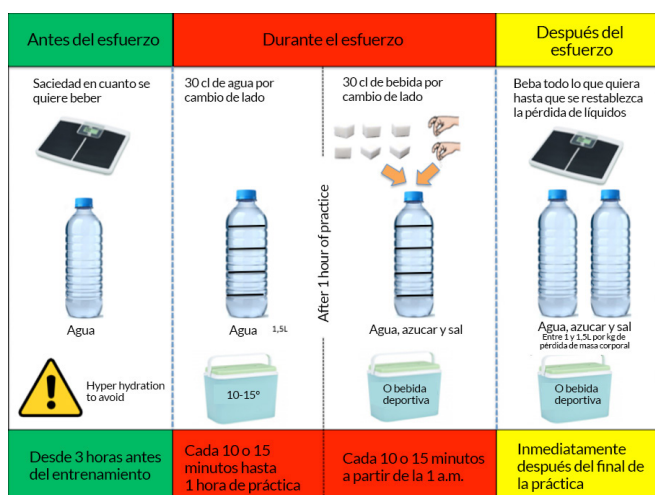 Antes del esfuerzo
Durante el esfuerzo
Después del
esfuerzo
Saciedad en cuanto se
quiere beber
30 cl de agua por
cambio de lado
30 cl de bebida por
cambio de lado
Beba todo lo que quiera
hasta que se restablezca
la pérdida de líquidos
After 1 hour of practice
Agua
Agua 1,5L
Agua, azucar y sal
Agua, azucar y sal
Entre 1 y 1,5L por kg de
pérdida de masa corporal
Hyper hydration
to avoid
10-15°
O bebida
deportiva
O bebida
deportiva
Desde 3 horas antes
del entrenamiento
Cada 10 o 15
minutos hasta
1 hora de práctica
Cada 10 o 15 minutos
a partir de la 1 a.m.
Inmediatamente
después del final de
la práctica